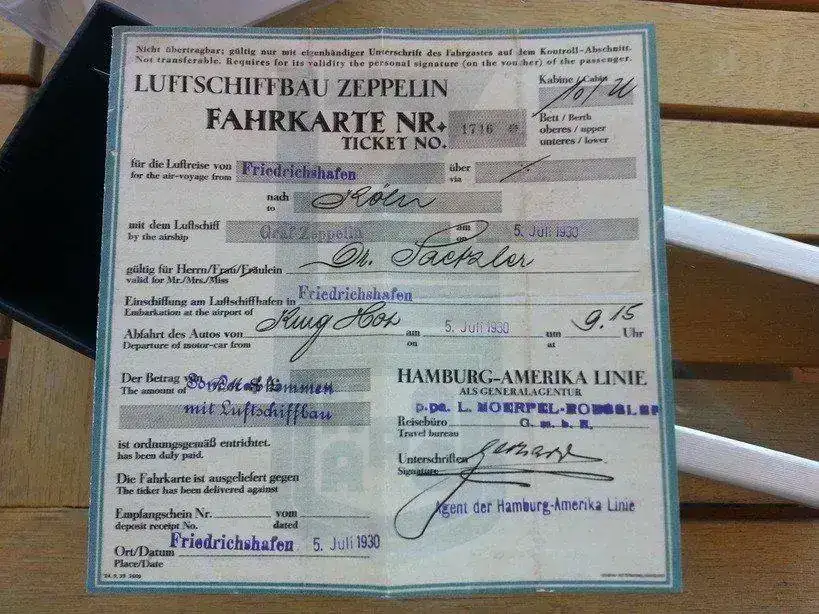 Nicht übertragbar; gültig nur mit eigenhändiger Unterschrift des Fahrgastes auf dem Kontroll-Abschnitt.
Not transferable. Requires for its validity the personal signature (on the voucher) of the passenger.
LUFTSCHIFFBAU ZEPPELIN
Kabine / Cabin
FAHRKARTE NR.
TICKET NO.
1716
Bett / Berth
oberes / upper
unteres / lower
für die Luftreise von Friedrichshafen über
for the air-voyage from via
nach Köln
to
mit dem Luftschiff Graf Zeppelin am 5. Juli 1930
by the airship on
gültig für Herrn/Frau/Fräulein Dr.
valid for Mr./Mrs./Miss
Einschiffung am Luftschiffhafen in Friedrichshafen
Embarkation at the airport of
Abfahrt des Autos von am 5. Juli 1930 um 9.15 Uhr
Departure of motor-car from on at
Der Betrag von
The amount of
mit Luftschiffbau
ist ordnungsgemäß entrichtet.
has been duly paid.
Die Fahrkarte ist ausgeliefert gegen
The ticket has been delivered against
Empfangschein Nr. vom
deposit receipt No. dated
Ort/Datum Friedrichshafen 5. Juli 1930
Place/Date
HAMBURG-AMERIKA LINIE
ALS GENERALAGENTUR
p.pa. L.
Reisebüro G. m. b. H.
Travel bureau
Unterschriften
Signature
Agent der Hamburg-Amerika Linie